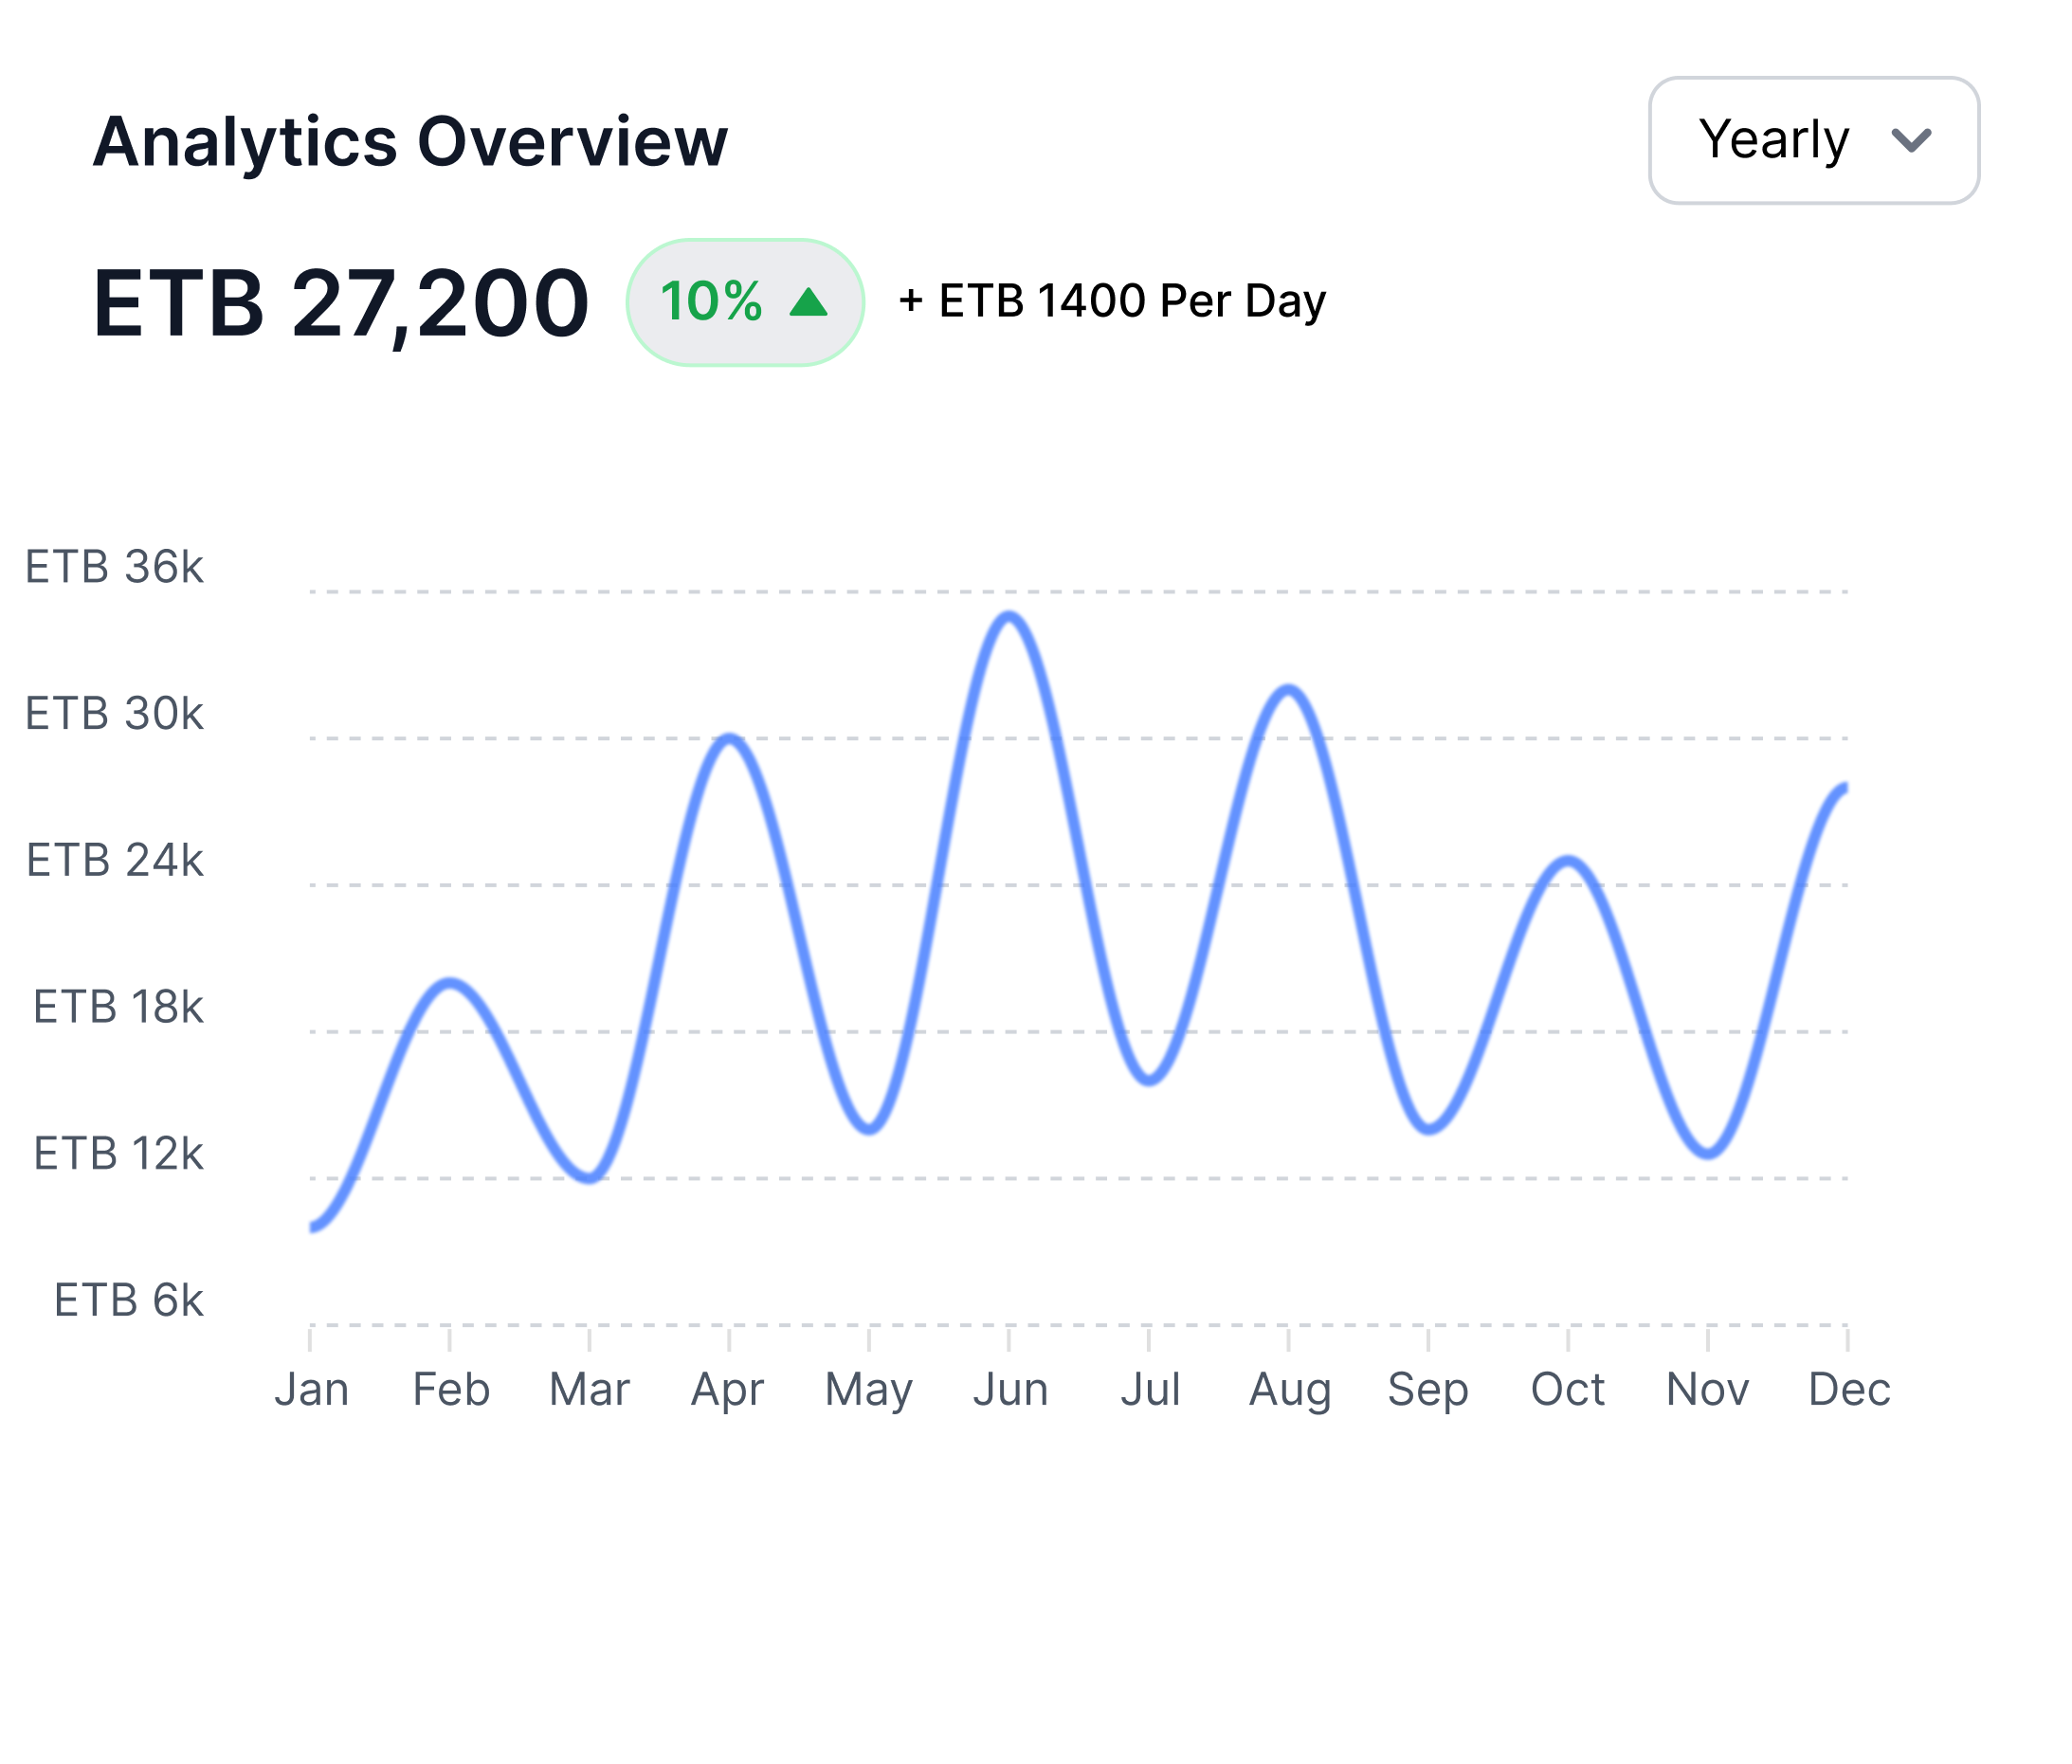 Analytics Overview
Yearly
ETB 27,200
10%
+ ETB 1400 Per Day
ETB 36k
ETB 30k
ETB 24k
ETB 18k
ETB 12k
ETB 6k
Jan Feb Mar Apr May Jun Jul Aug Sep Oct Nov Dec